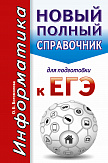 НОВЫЙ ПОЛНЫЙ
СПРАВОЧНИК
для подготовки
к ЕГЭ
Информатика